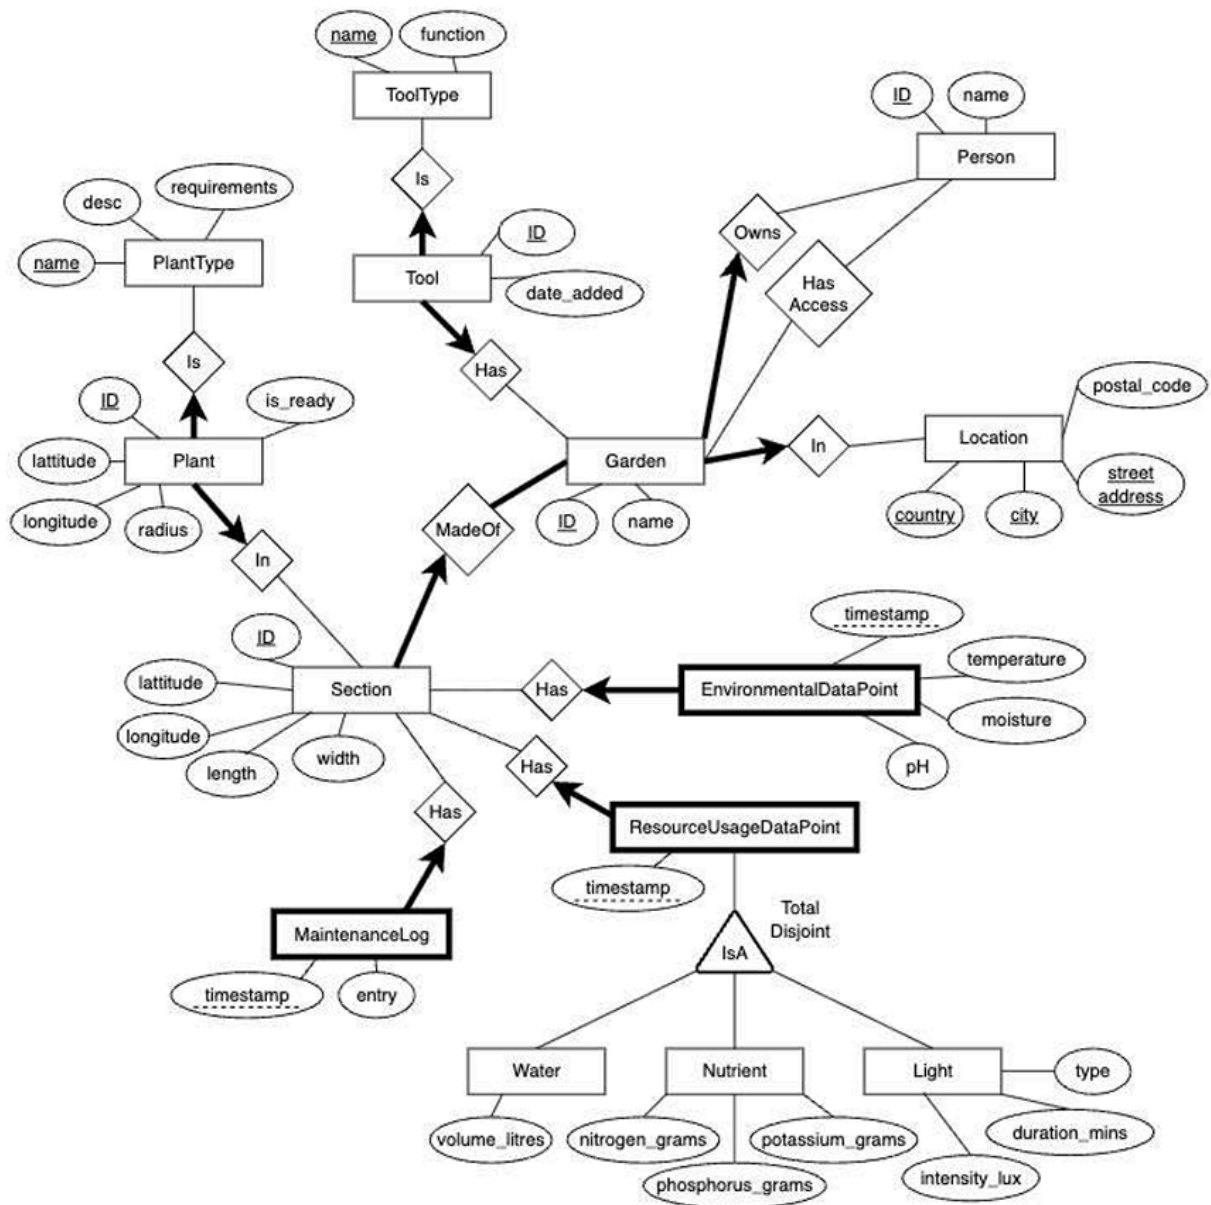 name
function
ToolType
ID
name
Person
Is
desc
requirements
name
PlantType
ID
Tool
date_added
Owns
Has
Access
Is
Has
ID
is_ready
postal_code
lattitude
Plant
Garden
In
Location
street
address
longitude
radius
MadeOf
ID
name
country
city
In
ID
timestamp
lattitude
Section
Has
EnvironmentalDataPoint
temperature
moisture
longitude
length
width
Has
pH
Has
ResourceUsageDataPoint
timestamp
Total
Disjoint
MaintenanceLog
IsA
timestamp
entry
Water
Nutrient
Light
type
volume_litres
nitrogen_grams
potassium_grams
duration_mins
phosphorus_grams
intensity_lux